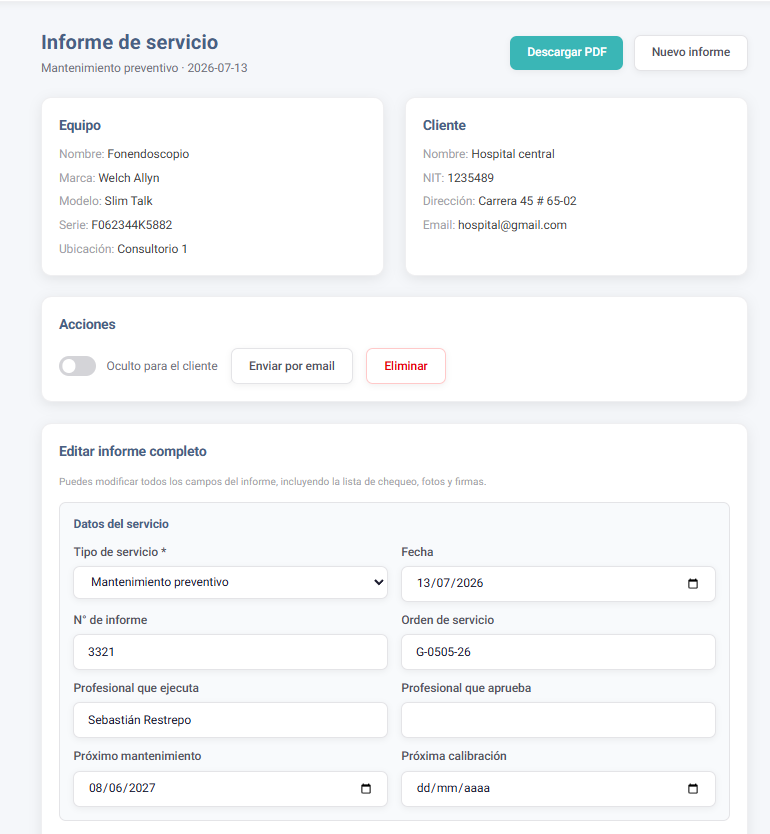 Informe de servicio
Mantenimiento preventivo · 2026-07-13
Descargar PDF
Nuevo informe
Equipo
Nombre: Fonendoscopio
Marca: Welch Allyn
Modelo: Slim Talk
Serie: F062344K5882
Ubicación: Consultorio 1
Cliente
Nombre: Hospital central
NIT: 1235489
Dirección: Carrera 45 # 65-02
Email: hospital@gmail.com
Acciones
Oculto para el cliente
Enviar por email
Eliminar
Editar informe completo
Puedes modificar todos los campos del informe, incluyendo la lista de chequeo, fotos y firmas.
Datos del servicio
Tipo de servicio *
Mantenimiento preventivo
Fecha
13/07/2026
N° de informe
3321
Orden de servicio
G-0505-26
Profesional que ejecuta
Sebastián Restrepo
Profesional que aprueba
Próximo mantenimiento
08/06/2027
Próxima calibración
dd/mm/aaaa